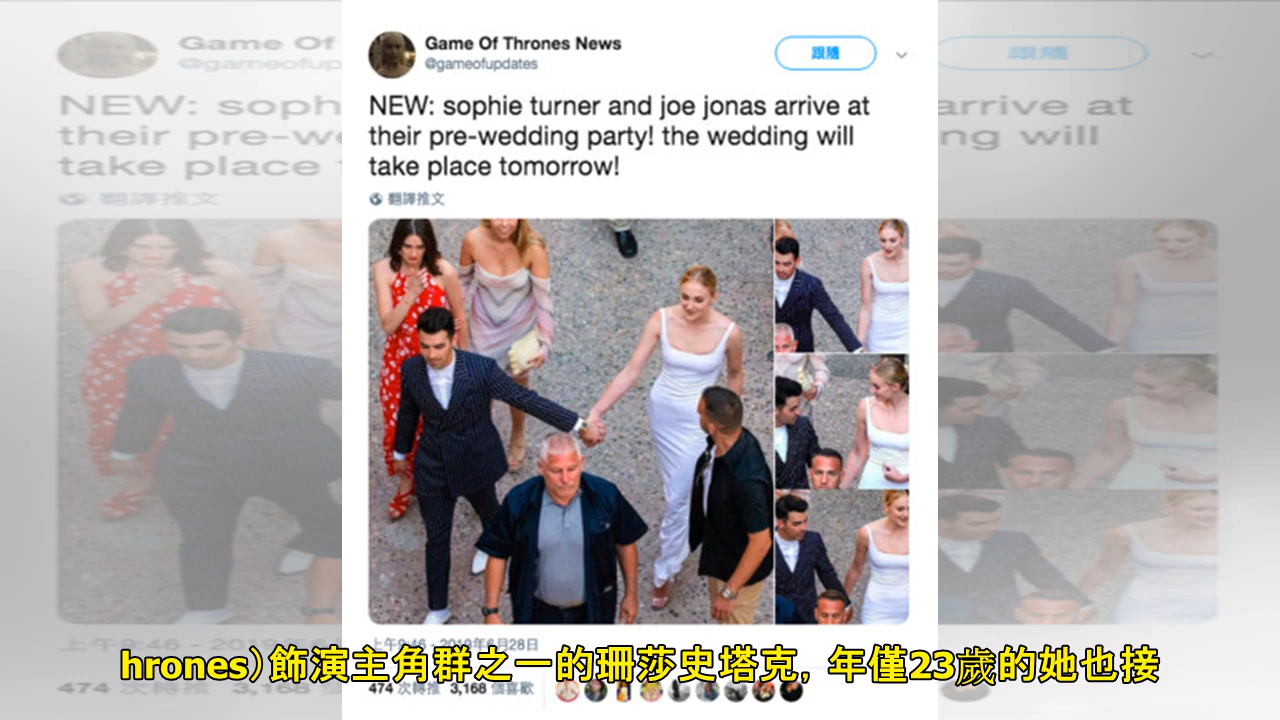 Game Of Thrones News
@gameofupdates
跟隨
NEW: sophie turner and joe jonas arrive at
their pre-wedding party! the wedding will
take place tomorrow!
翻譯推文
上午9:46 - 2019年6月28日
hrones)飾演主角群之一的珊莎史塔克, 年僅23歲的她也接
474 次轉推 3,168 個喜歡